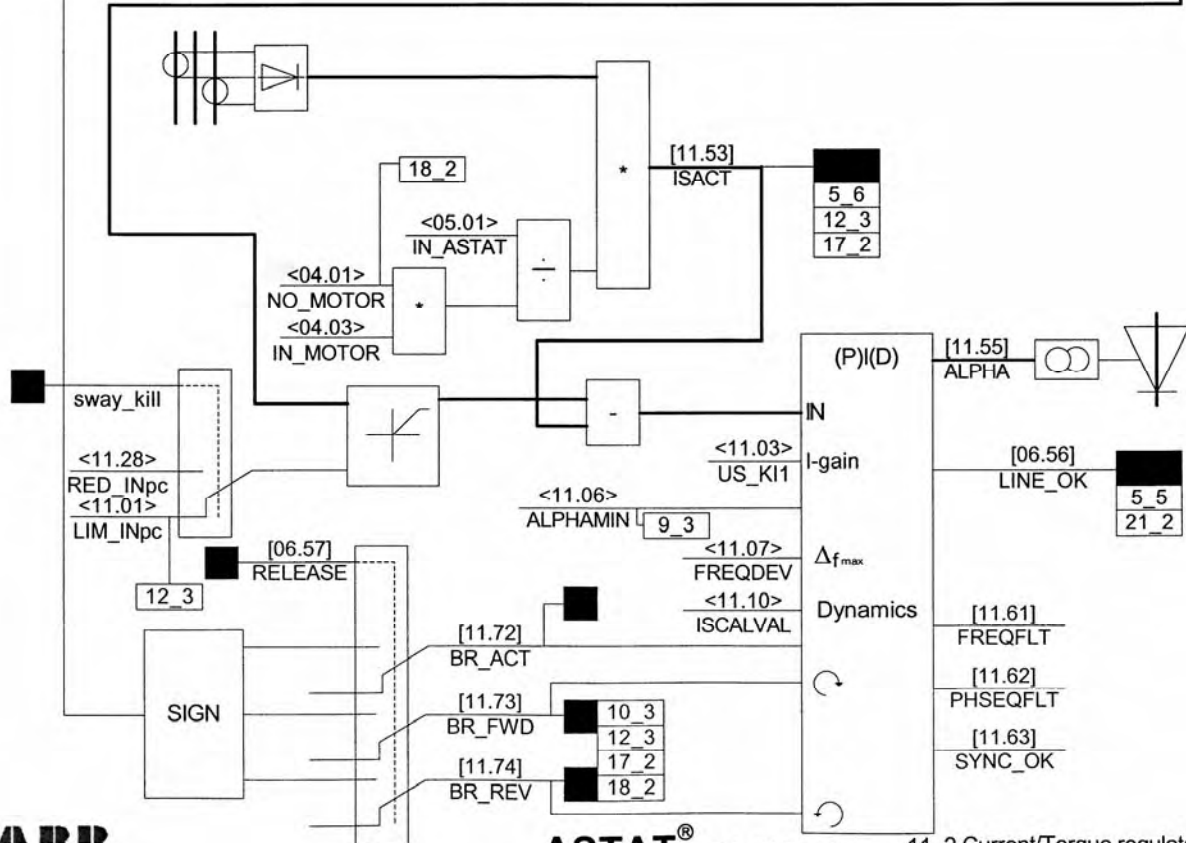 18_2
[11.53]
ISACT
5_6
12_3
17_2
<05.01>
IN_ASTAT
<04.01>
NO_MOTOR
*
*
÷
<04.03>
IN_MOTOR
sway_kill
<11.28>
RED_INpc
<11.01>
LIM_INpc
12_3
-
(P)I(D)
IN
[11.55]
ALPHA
<11.03>
US_KI1
I-gain
[06.56]
LINE_OK
5_5
21_2
<11.06>
ALPHAMIN
9_3
<11.07>
FREQDEV
Δfmax
<11.10>
ISCALVAL
Dynamics
[06.57]
RELEASE
SIGN
[11.72]
BR_ACT
[11.73]
BR_FWD
[11.74]
BR_REV
10_3
12_3
17_2
18_2
[11.61]
FREQFLT
[11.62]
PHSEQFLT
[11.63]
SYNC_OK
ABB
ASTAT®
11_2 Current/Torque